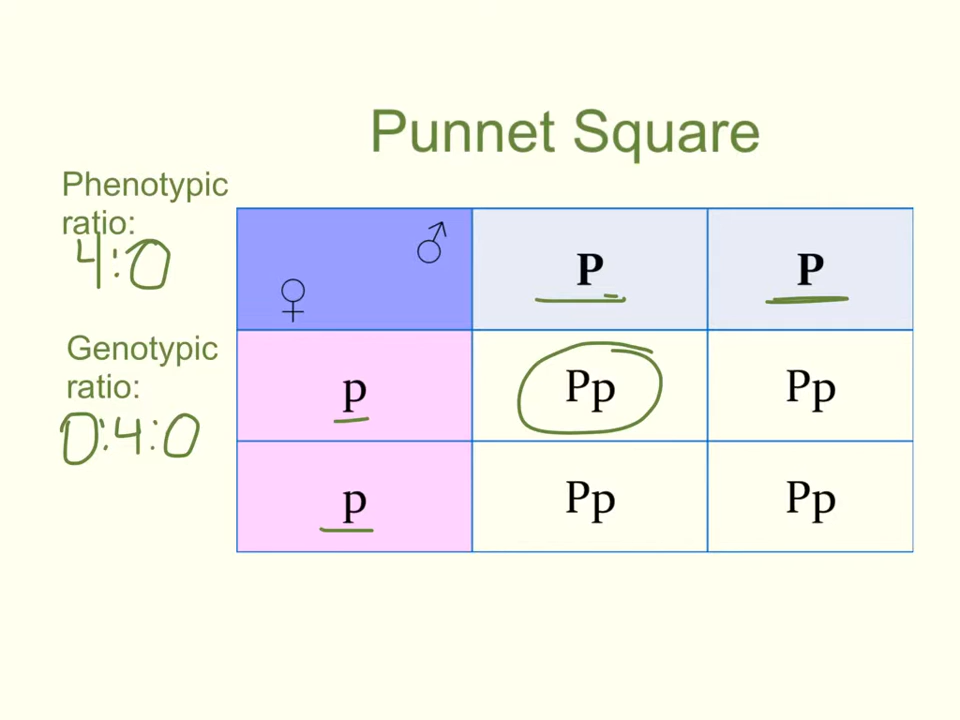 Punnet Square
Phenotypic
ratio:
4:0
Genotypic
ratio:
0:4:0
♂
♀
P P
p Pp Pp
p Pp Pp